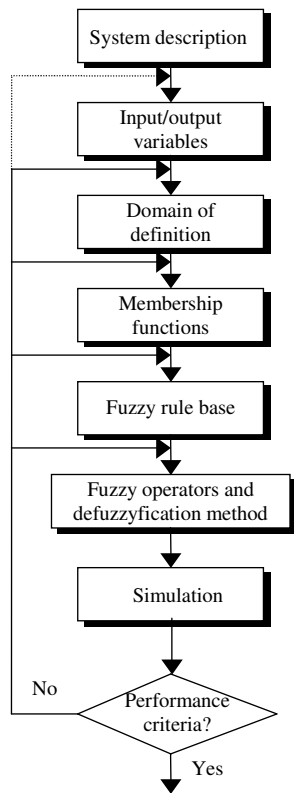 System description
Input/output
variables
Domain of
definition
Membership
functions
Fuzzy rule base
Fuzzy operators and
defuzzyfication method
Simulation
Performance
criteria?
No
Yes